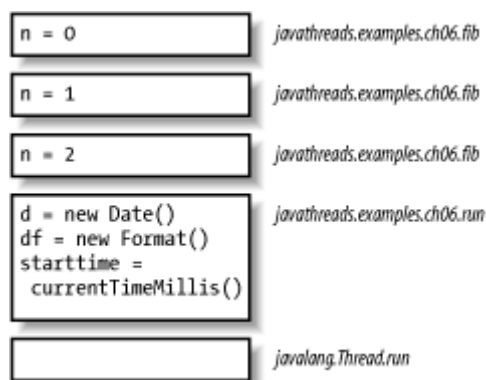 n = 0 javathreads.examples.ch06.fib
n = 1 javathreads.examples.ch06.fib
n = 2 javathreads.examples.ch06.fib
d = new Date() javathreads.examples.ch06.run
df = new Format()
starttime =
currentTimeMillis()
javalang.Thread.run